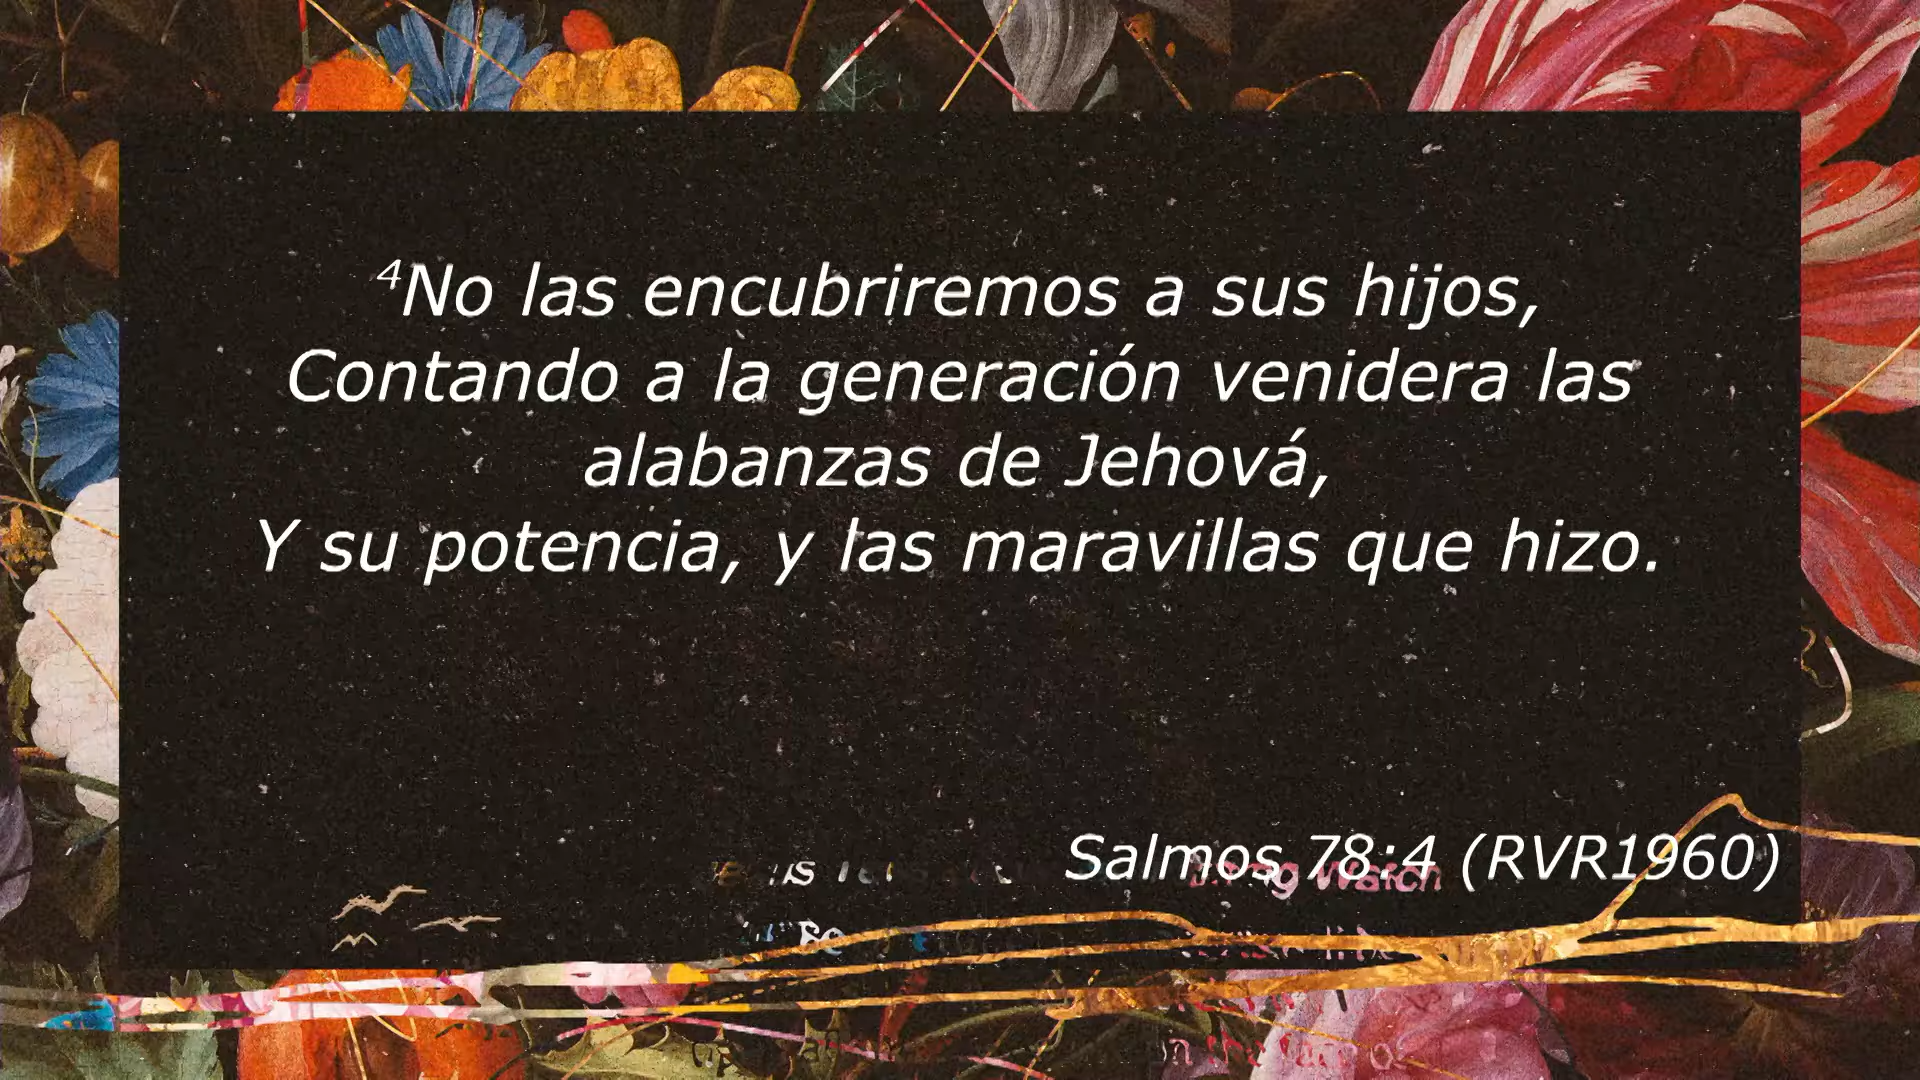 ⁴No las encubriremos a sus hijos,
Contando a la generación venidera las
alabanzas de Jehová,
Y su potencia, y las maravillas que hizo.
Salmos 78:4 (RVR1960)